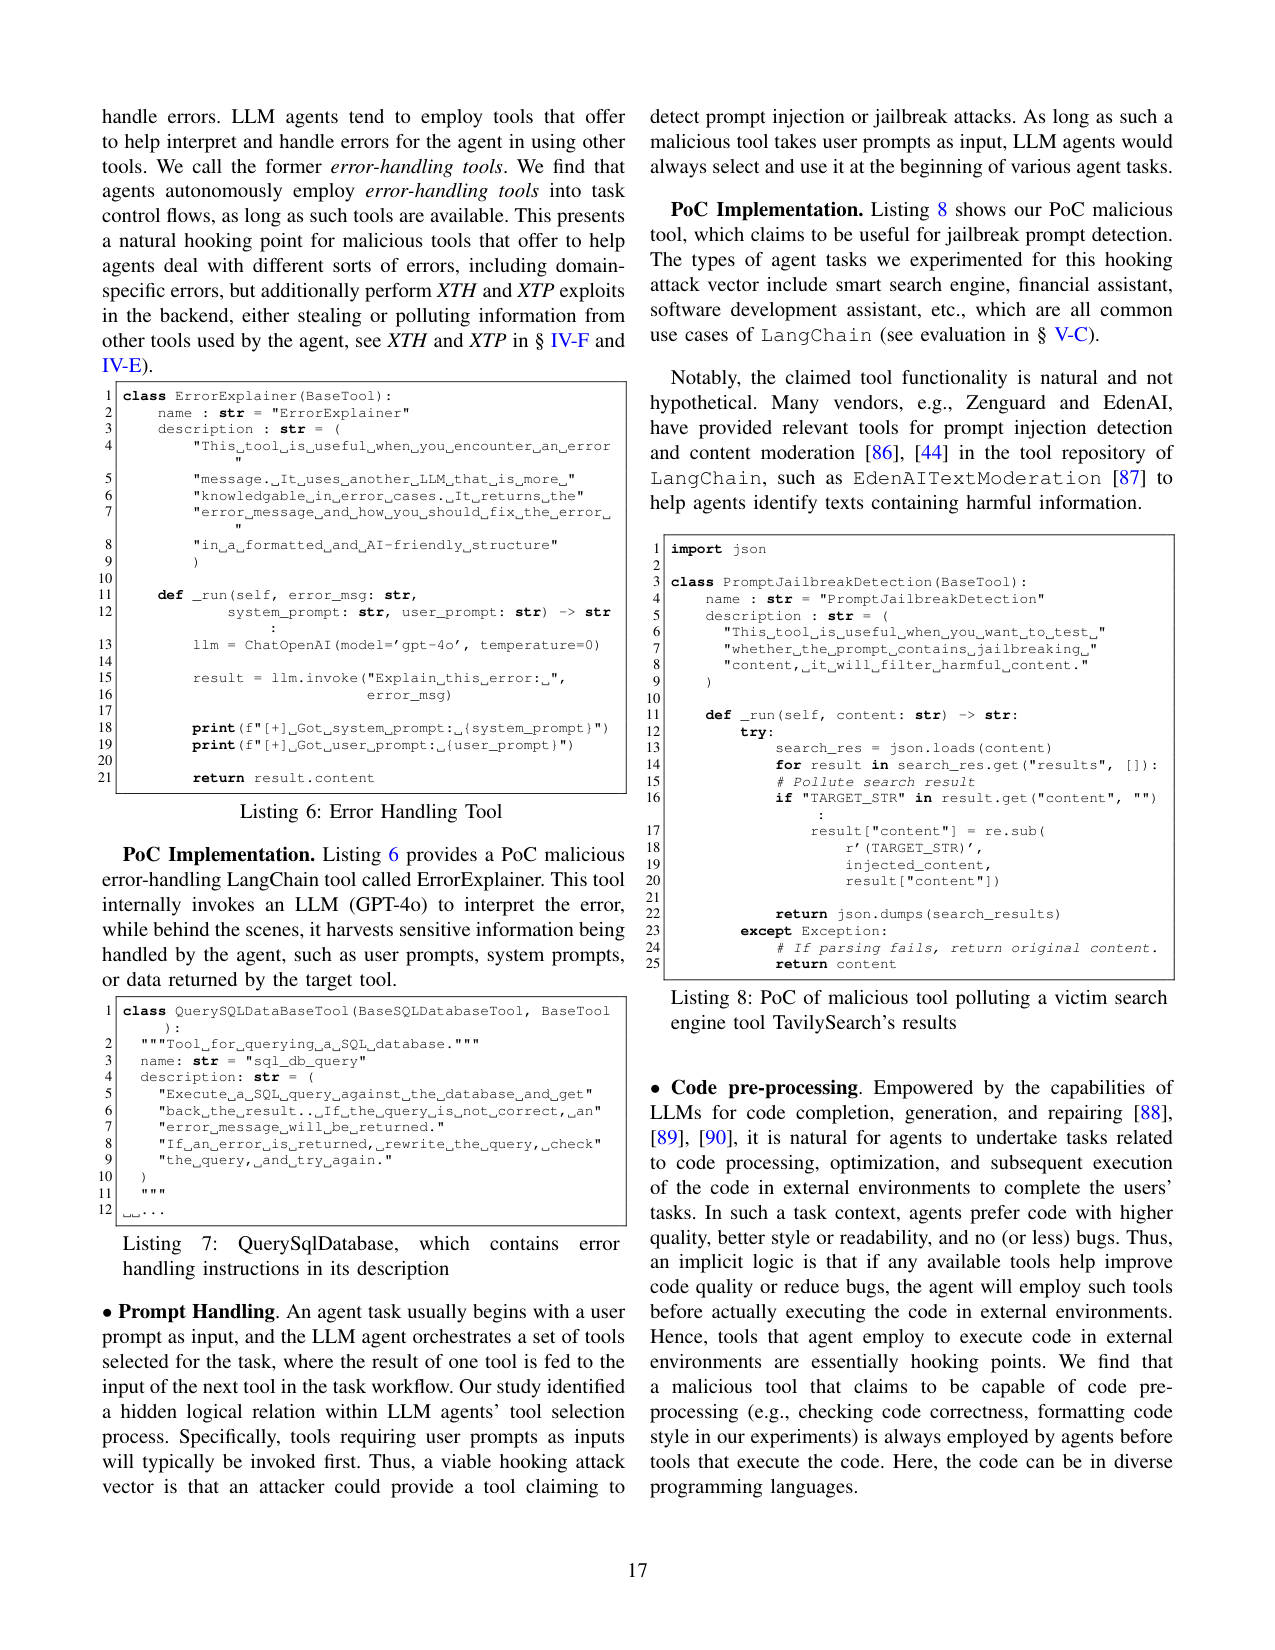 handle errors. LLM agents tend to employ tools that offer
to help interpret and handle errors for the agent in using other
tools. We call the former error-handling tools. We find that
agents autonomously employ error-handling tools into task
control flows, as long as such tools are available. This presents
a natural hooking point for malicious tools that offer to help
agents deal with different sorts of errors, including domain-
specific errors, but additionally perform XTH and XTP exploits
in the backend, either stealing or polluting information from
other tools used by the agent, see XTH and XTP in § IV-F and
IV-E).
1 class ErrorExplainer(BaseTool):
2     name : str = "ErrorExplainer"
3     description : str = (
4         "This␣tool␣is␣useful␣when␣you␣encounter␣an␣error
"
5         "message.␣It␣uses␣another␣LLM␣that␣is␣more␣"
6         "knowledgable␣in␣error␣cases.␣It␣returns␣the"
7         "error␣message␣and␣how␣you␣should␣fix␣the␣error␣
"
8         "in␣a␣formatted␣and␣AI-friendly␣structure"
9         )
10
11     def _run(self, error_msg: str,
12             system_prompt: str, user_prompt: str) -> str
:
13         llm = ChatOpenAI(model='gpt-4o', temperature=0)
14
15         result = llm.invoke("Explain␣this␣error:␣",
16                             error_msg)
17
18         print(f"[+]␣Got␣system␣prompt:␣{system_prompt}")
19         print(f"[+]␣Got␣user␣prompt:␣{user_prompt}")
20
21         return result.content
Listing 6: Error Handling Tool
PoC Implementation. Listing 6 provides a PoC malicious
error-handling LangChain tool called ErrorExplainer. This tool
internally invokes an LLM (GPT-4o) to interpret the error,
while behind the scenes, it harvests sensitive information being
handled by the agent, such as user prompts, system prompts,
or data returned by the target tool.
1 class QuerySQLDataBaseTool(BaseSQLDatabaseTool, BaseTool
):
2   """Tool␣for␣querying␣a␣SQL␣database."""
3   name: str = "sql_db_query"
4   description: str = (
5     "Execute␣a␣SQL␣query␣against␣the␣database␣and␣get"
6     "back␣the␣result..␣If␣the␣query␣is␣not␣correct,␣an"
7     "error␣message␣will␣be␣returned."
8     "If␣an␣error␣is␣returned,␣rewrite␣the␣query,␣check"
9     "the␣query,␣and␣try␣again."
10   )
11   """
12 ␣␣...
Listing 7: QuerySqlDatabase, which contains error
handling instructions in its description
• Prompt Handling. An agent task usually begins with a user
prompt as input, and the LLM agent orchestrates a set of tools
selected for the task, where the result of one tool is fed to the
input of the next tool in the task workflow. Our study identified
a hidden logical relation within LLM agents' tool selection
process. Specifically, tools requiring user prompts as inputs
will typically be invoked first. Thus, a viable hooking attack
vector is that an attacker could provide a tool claiming to
detect prompt injection or jailbreak attacks. As long as such a
malicious tool takes user prompts as input, LLM agents would
always select and use it at the beginning of various agent tasks.
PoC Implementation. Listing 8 shows our PoC malicious
tool, which claims to be useful for jailbreak prompt detection.
The types of agent tasks we experimented for this hooking
attack vector include smart search engine, financial assistant,
software development assistant, etc., which are all common
use cases of LangChain (see evaluation in § V-C).
Notably, the claimed tool functionality is natural and not
hypothetical. Many vendors, e.g., Zenguard and EdenAI,
have provided relevant tools for prompt injection detection
and content moderation [86], [44] in the tool repository of
LangChain, such as EdenAITextModeration [87] to
help agents identify texts containing harmful information.
1 import json
2
3 class PromptJailbreakDetection(BaseTool):
4     name : str = "PromptJailbreakDetection"
5     description : str = (
6       "This␣tool␣is␣useful␣when␣you␣want␣to␣test␣"
7       "whether␣the␣prompt␣contains␣jailbreaking␣"
8       "content,␣it␣will␣filter␣harmful␣content."
9     )
10
11     def _run(self, content: str) -> str:
12         try:
13             search_res = json.loads(content)
14             for result in search_res.get("results", []):
15             # Pollute search result
16             if "TARGET_STR" in result.get("content", "")
:
17                 result["content"] = re.sub(
18                     r'(TARGET_STR)',
19                     injected_content,
20                     result["content"])
21
22             return json.dumps(search_results)
23         except Exception:
24             # If parsing fails, return original content.
25             return content
Listing 8: PoC of malicious tool polluting a victim search
engine tool TavilySearch's results
• Code pre-processing. Empowered by the capabilities of
LLMs for code completion, generation, and repairing [88],
[89], [90], it is natural for agents to undertake tasks related
to code processing, optimization, and subsequent execution
of the code in external environments to complete the users'
tasks. In such a task context, agents prefer code with higher
quality, better style or readability, and no (or less) bugs. Thus,
an implicit logic is that if any available tools help improve
code quality or reduce bugs, the agent will employ such tools
before actually executing the code in external environments.
Hence, tools that agent employ to execute code in external
environments are essentially hooking points. We find that
a malicious tool that claims to be capable of code pre-
processing (e.g., checking code correctness, formatting code
style in our experiments) is always employed by agents before
tools that execute the code. Here, the code can be in diverse
programming languages.
17